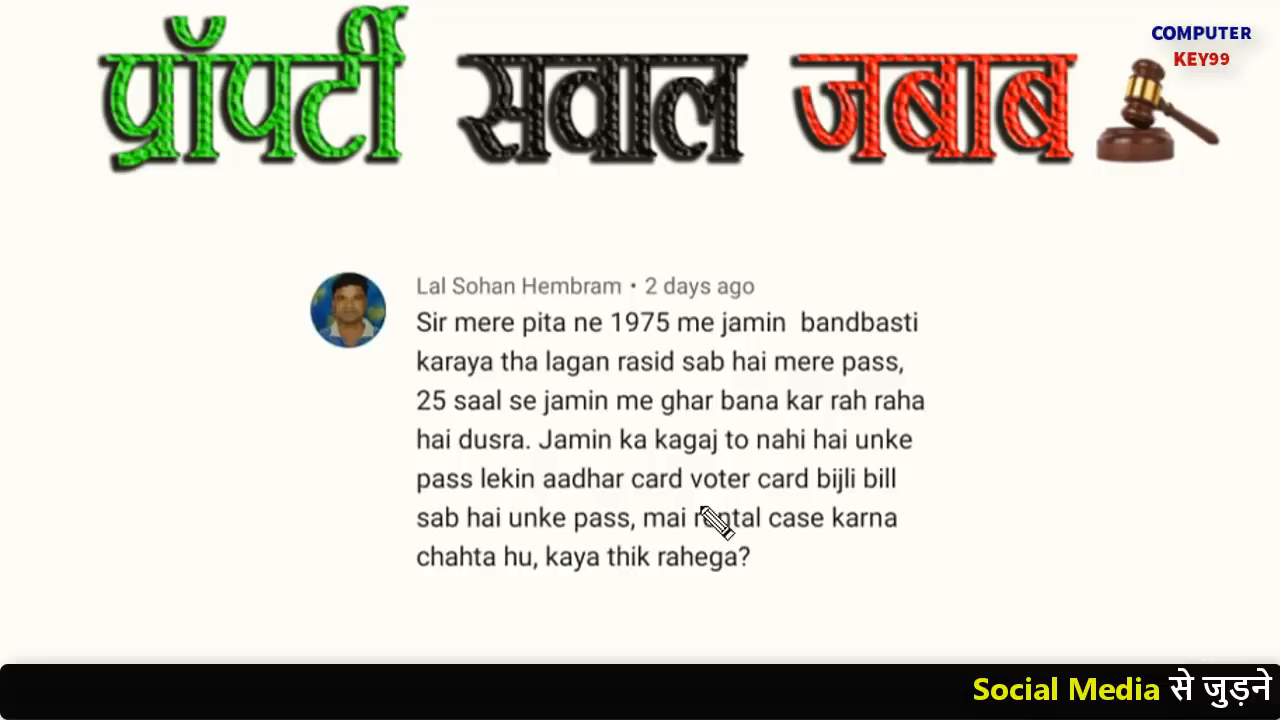 प्रॉपर्टी सवाल जबाब
COMPUTER
KEY99
Lal Sohan Hembram • 2 days ago
Sir mere pita ne 1975 me jamin bandbasti
karaya tha lagan rasid sab hai mere pass,
25 saal se jamin me ghar bana kar rah raha
hai dusra. Jamin ka kagaj to nahi hai unke
pass lekin aadhar card voter card bijli bill
sab hai unke pass, mai rental case karna
chahta hu, kaya thik rahega?
Social Media से जुड़ने